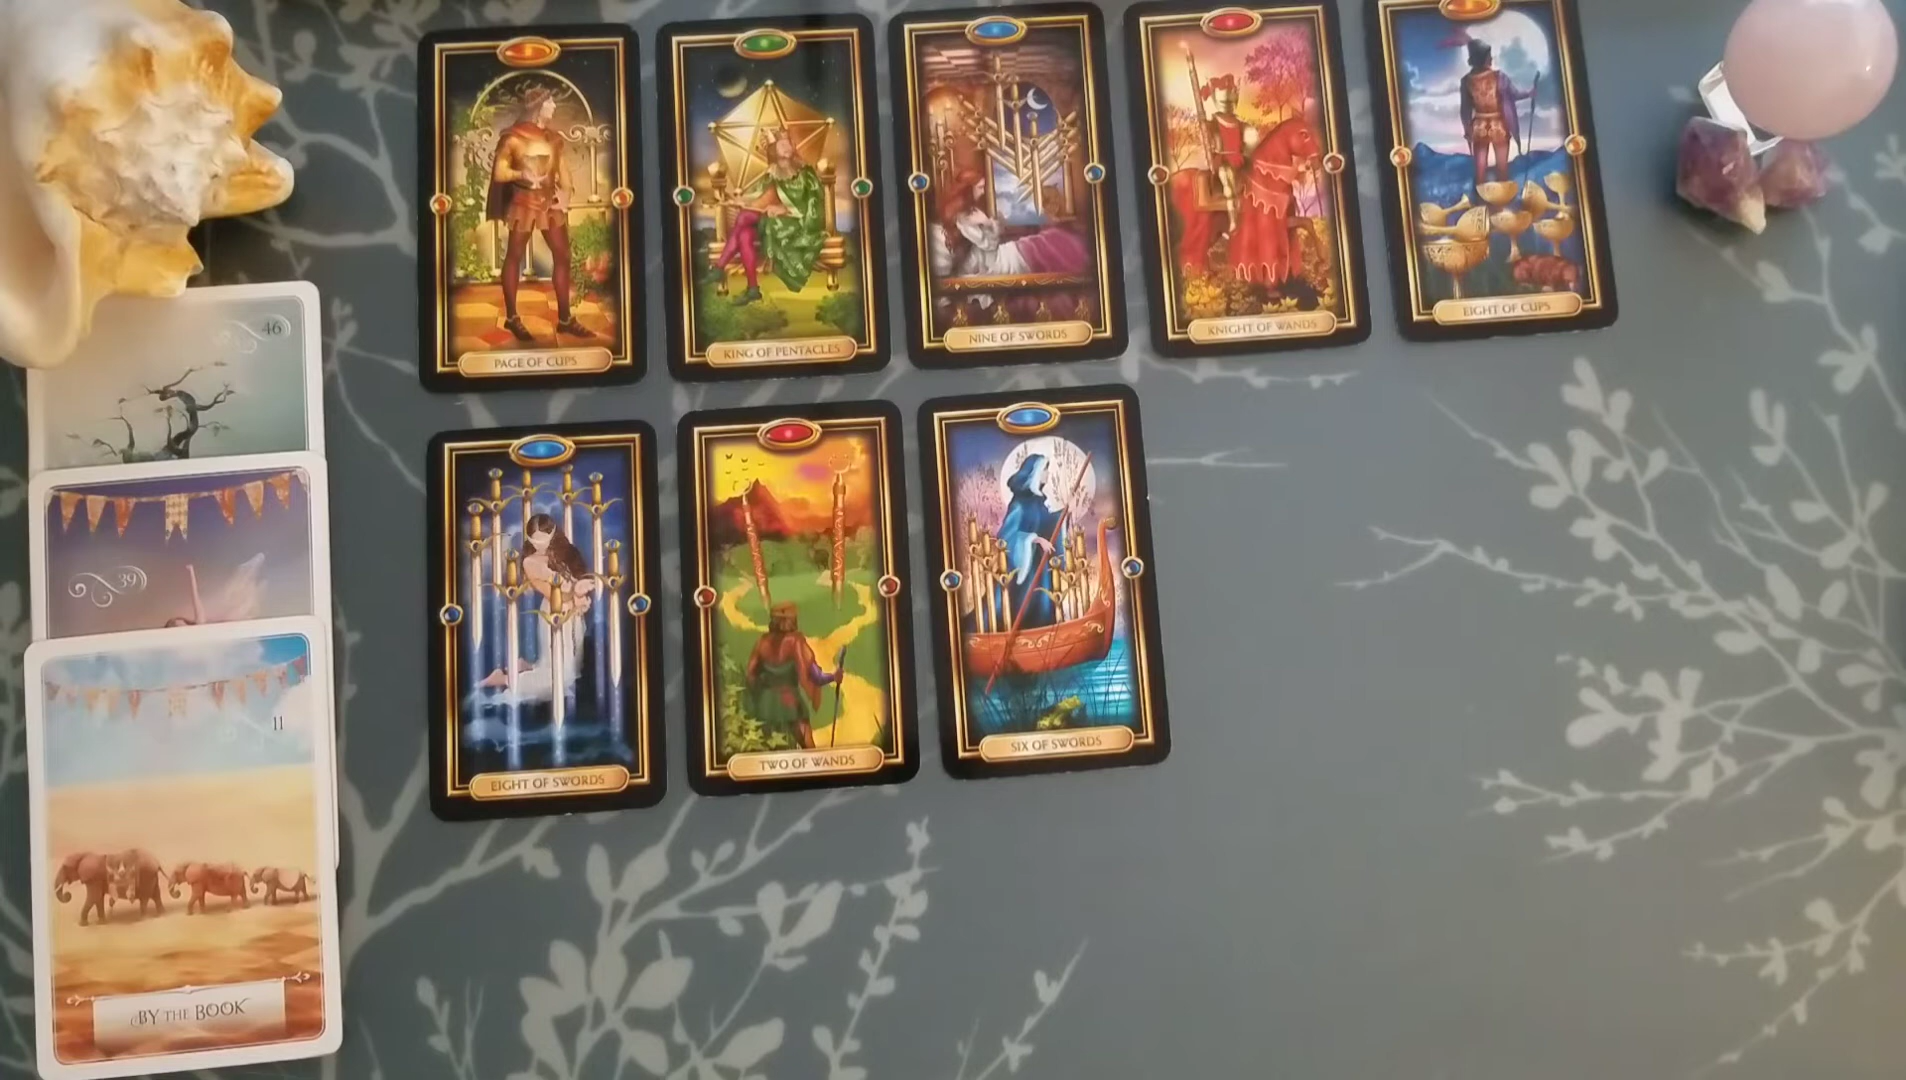 PAGE OF CUPS
KING OF PENTACLES
NINE OF SWORDS
KNIGHT OF WANDS
EIGHT OF CUPS
46
39
11
BY THE BOOK
EIGHT OF SWORDS
TWO OF WANDS
SIX OF SWORDS